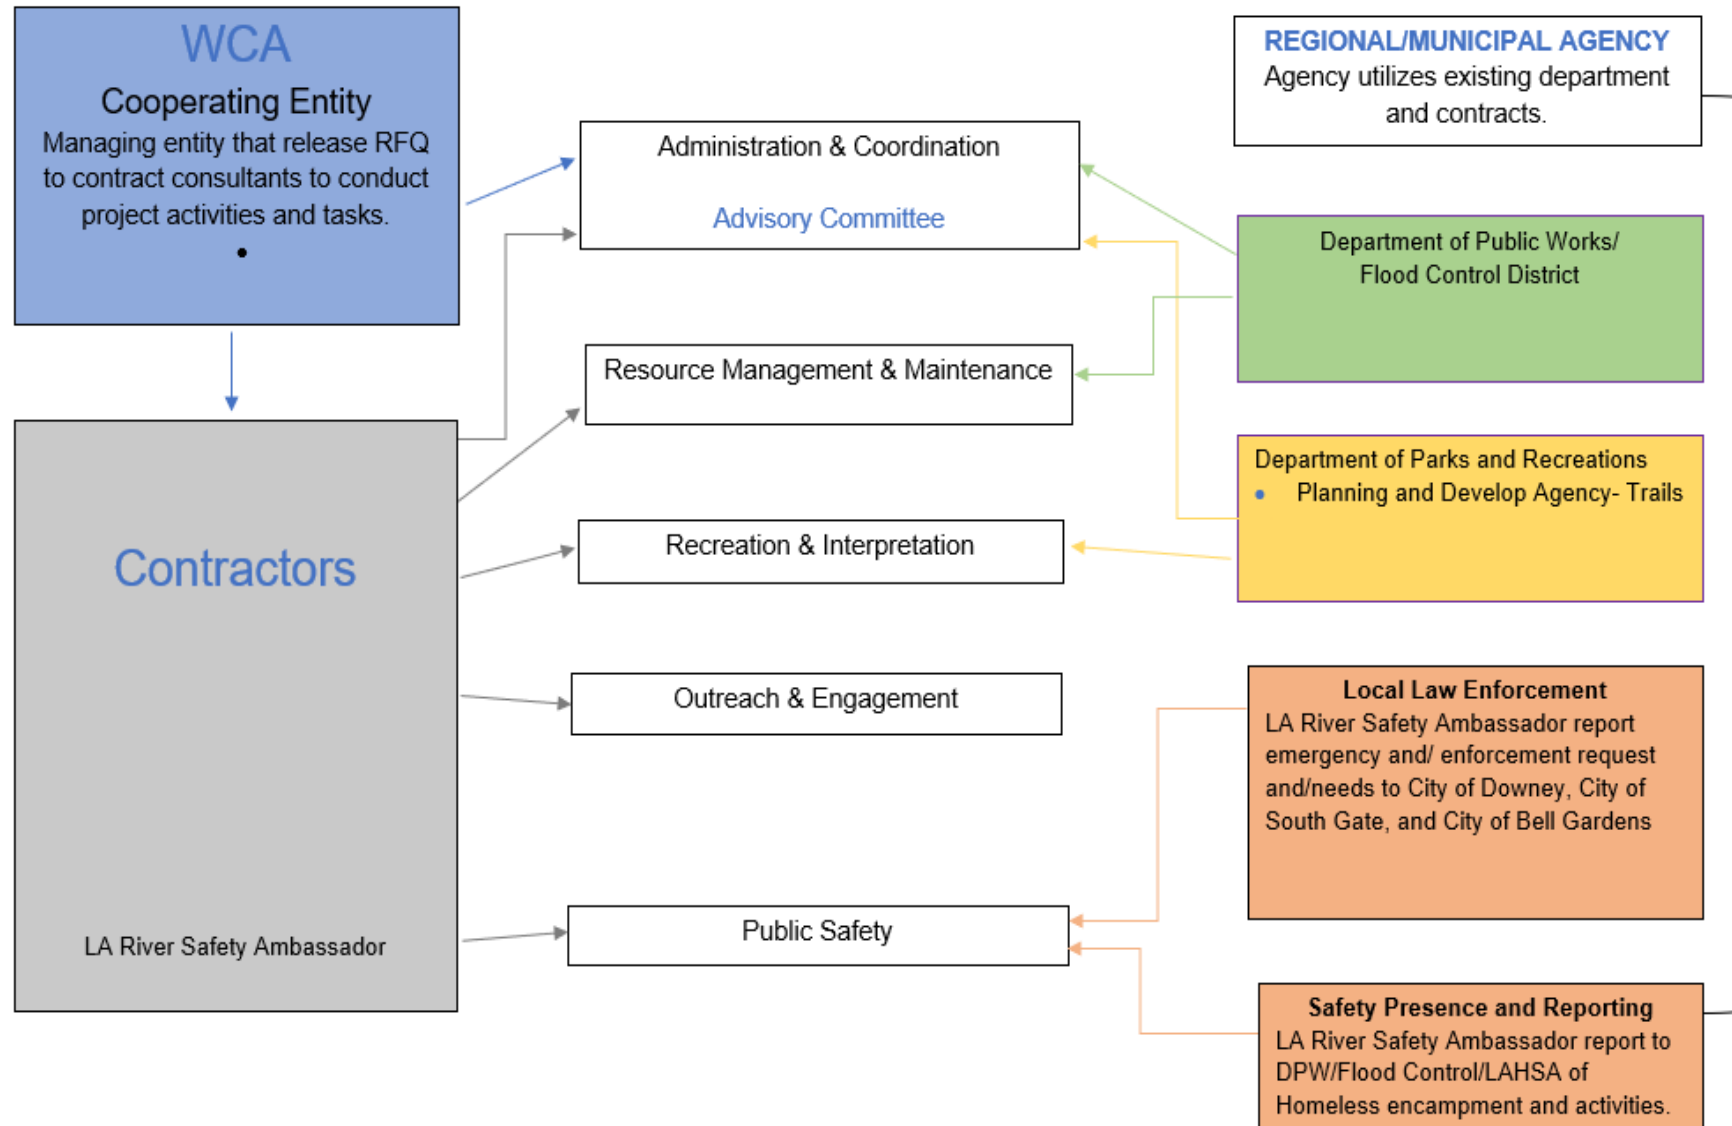 WCA
Cooperating Entity
Managing entity that release RFQ
to contract consultants to conduct
project activities and tasks.
•
Contractors
LA River Safety Ambassador
Administration & Coordination
Advisory Committee
Resource Management & Maintenance
Recreation & Interpretation
Outreach & Engagement
Public Safety
REGIONAL/MUNICIPAL AGENCY
Agency utilizes existing department
and contracts.
Department of Public Works/
Flood Control District
Department of Parks and Recreations
• Planning and Develop Agency- Trails
Local Law Enforcement
LA River Safety Ambassador report
emergency and/ enforcement request
and/needs to City of Downey, City of
South Gate, and City of Bell Gardens
Safety Presence and Reporting
LA River Safety Ambassador report to
DPW/Flood Control/LAHSA of
Homeless encampment and activities.